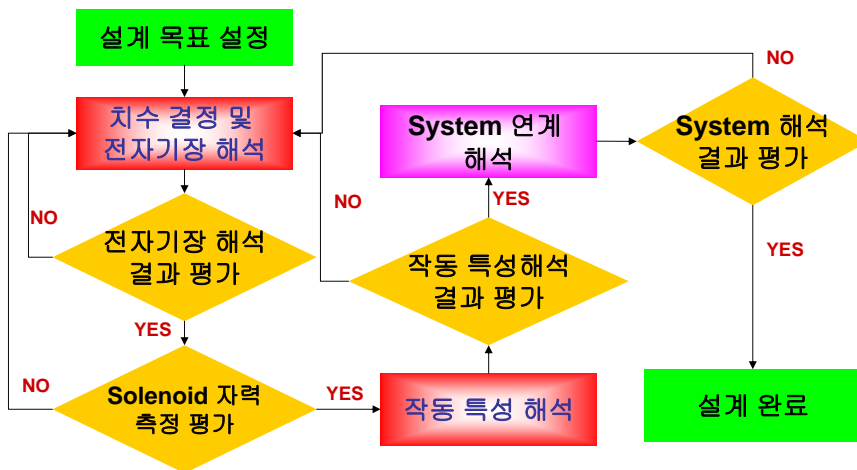 설계 목표 설정
치수 결정 및
전자기장 해석
NO
전자기장 해석
결과 평가
YES
NO
Solenoid 자력
측정 평가
YES
작동 특성 해석
작동 특성해석
결과 평가
NO
YES
System 연계
해석
System 해석
결과 평가
NO
YES
설계 완료